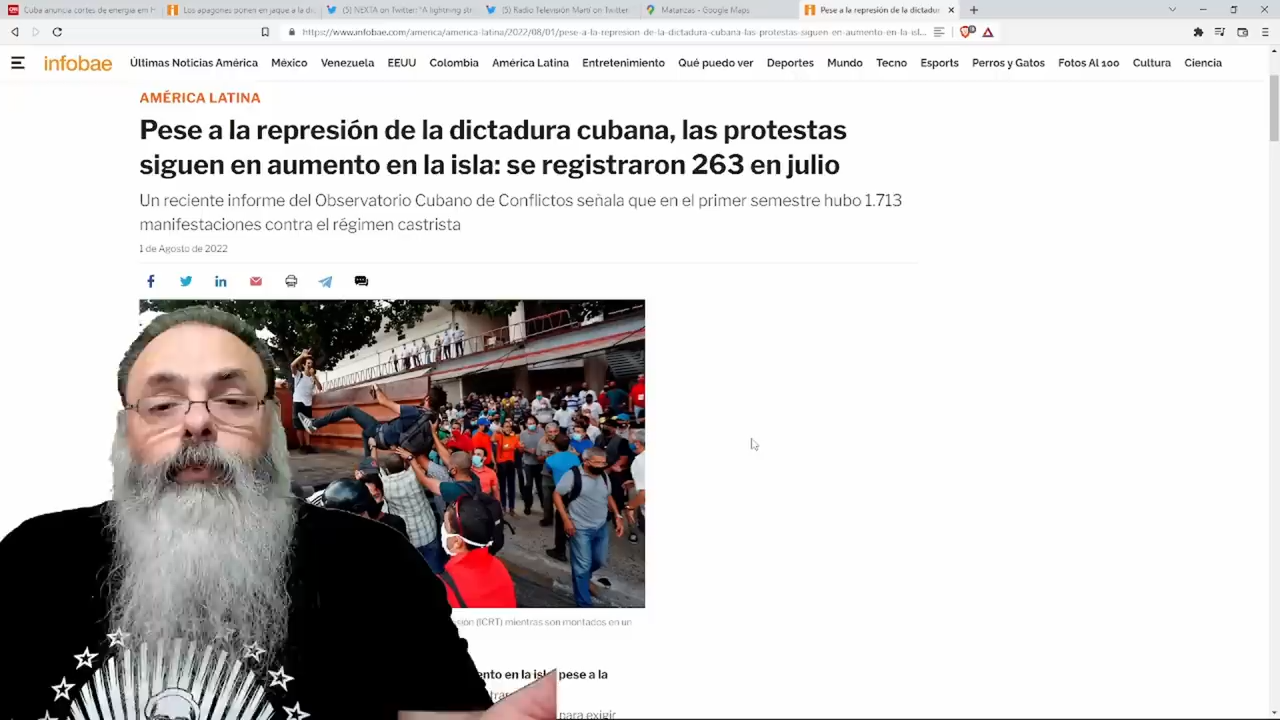 Cuba anuncia cortes de energía en H
Los apagones ponen en jaque a la di
(5) NEXTA on Twitter: "A lightning str
(5) Radio Televisión Martí on Twitter:
Matanzas - Google Maps
Pese a la represión de la dictadur
https://www.infobae.com/america/america-latina/2022/08/01/pese-a-la-represion-de-la-dictadura-cubana-las-protestas-siguen-en-aumento-en-la-isl...
infobae
Últimas Noticias América México Venezuela EEUU Colombia América Latina Entretenimiento Qué puedo ver Deportes Mundo Tecno Esports Perros y Gatos Fotos Al 100 Cultura Ciencia
AMÉRICA LATINA
Pese a la represión de la dictadura cubana, las protestas
siguen en aumento en la isla: se registraron 263 en julio
Un reciente informe del Observatorio Cubano de Conflictos señala que en el primer semestre hubo 1.713
manifestaciones contra el régimen castrista
1 de Agosto de 2022
(ICRT) mientras son montados en un
en la pese a la
para exigir